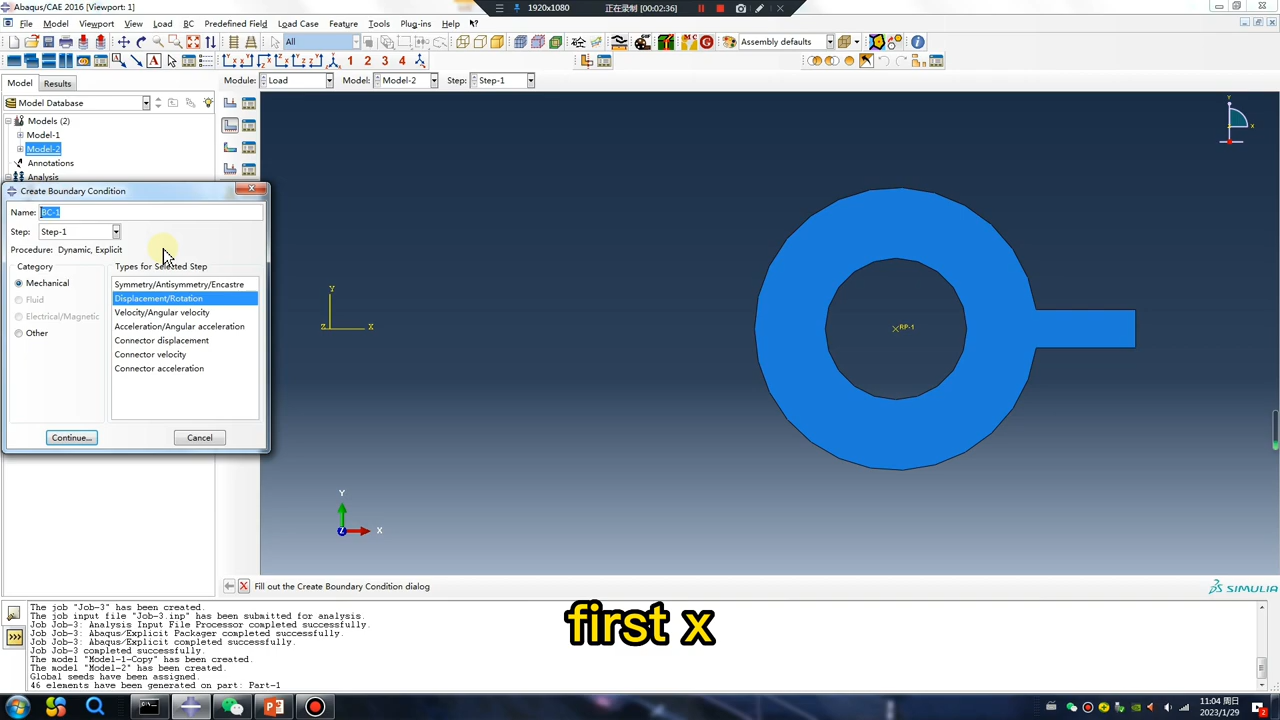 Abaqus/CAE 2016 [Viewport: 1]
1920x1080
正在录制 [00:02:36]
File Model Viewport View Load BC Predefined Field Load Case Feature Tools Plug-ins Help
All
Assembly defaults
1 2 3 4
Model Results
Module: Load Model: Model-2 Step: Step-1
Model Database
Models (2)
Model-1
Model-2
Annotations
Analysis
Create Boundary Condition
Name: BC-1
Step: Step-1
Procedure: Dynamic, Explicit
Category
Types for Selected Step
Mechanical
Fluid
Electrical/Magnetic
Other
Symmetry/Antisymmetry/Encastre
Displacement/Rotation
Velocity/Angular velocity
Acceleration/Angular acceleration
Connector displacement
Connector velocity
Connector acceleration
Continue...
Cancel
Y
Z X
RP-1
Y
X
Y
Z X
Fill out the Create Boundary Condition dialog
SIMULIA
first x
The job "Job-3" has been created.
The job input file "Job-3.inp" has been submitted for analysis.
Job Job-3: Analysis Input File Processor completed successfully.
Job Job-3: Abaqus/Explicit Packager completed successfully.
Job Job-3: Abaqus/Explicit completed successfully.
Job Job-3 completed successfully.
The model "Model-1-Copy" has been created.
The model "Model-2" has been created.
Global seeds have been assigned.
46 elements have been generated on part: Part-1
11:04 周日
2023/1/29